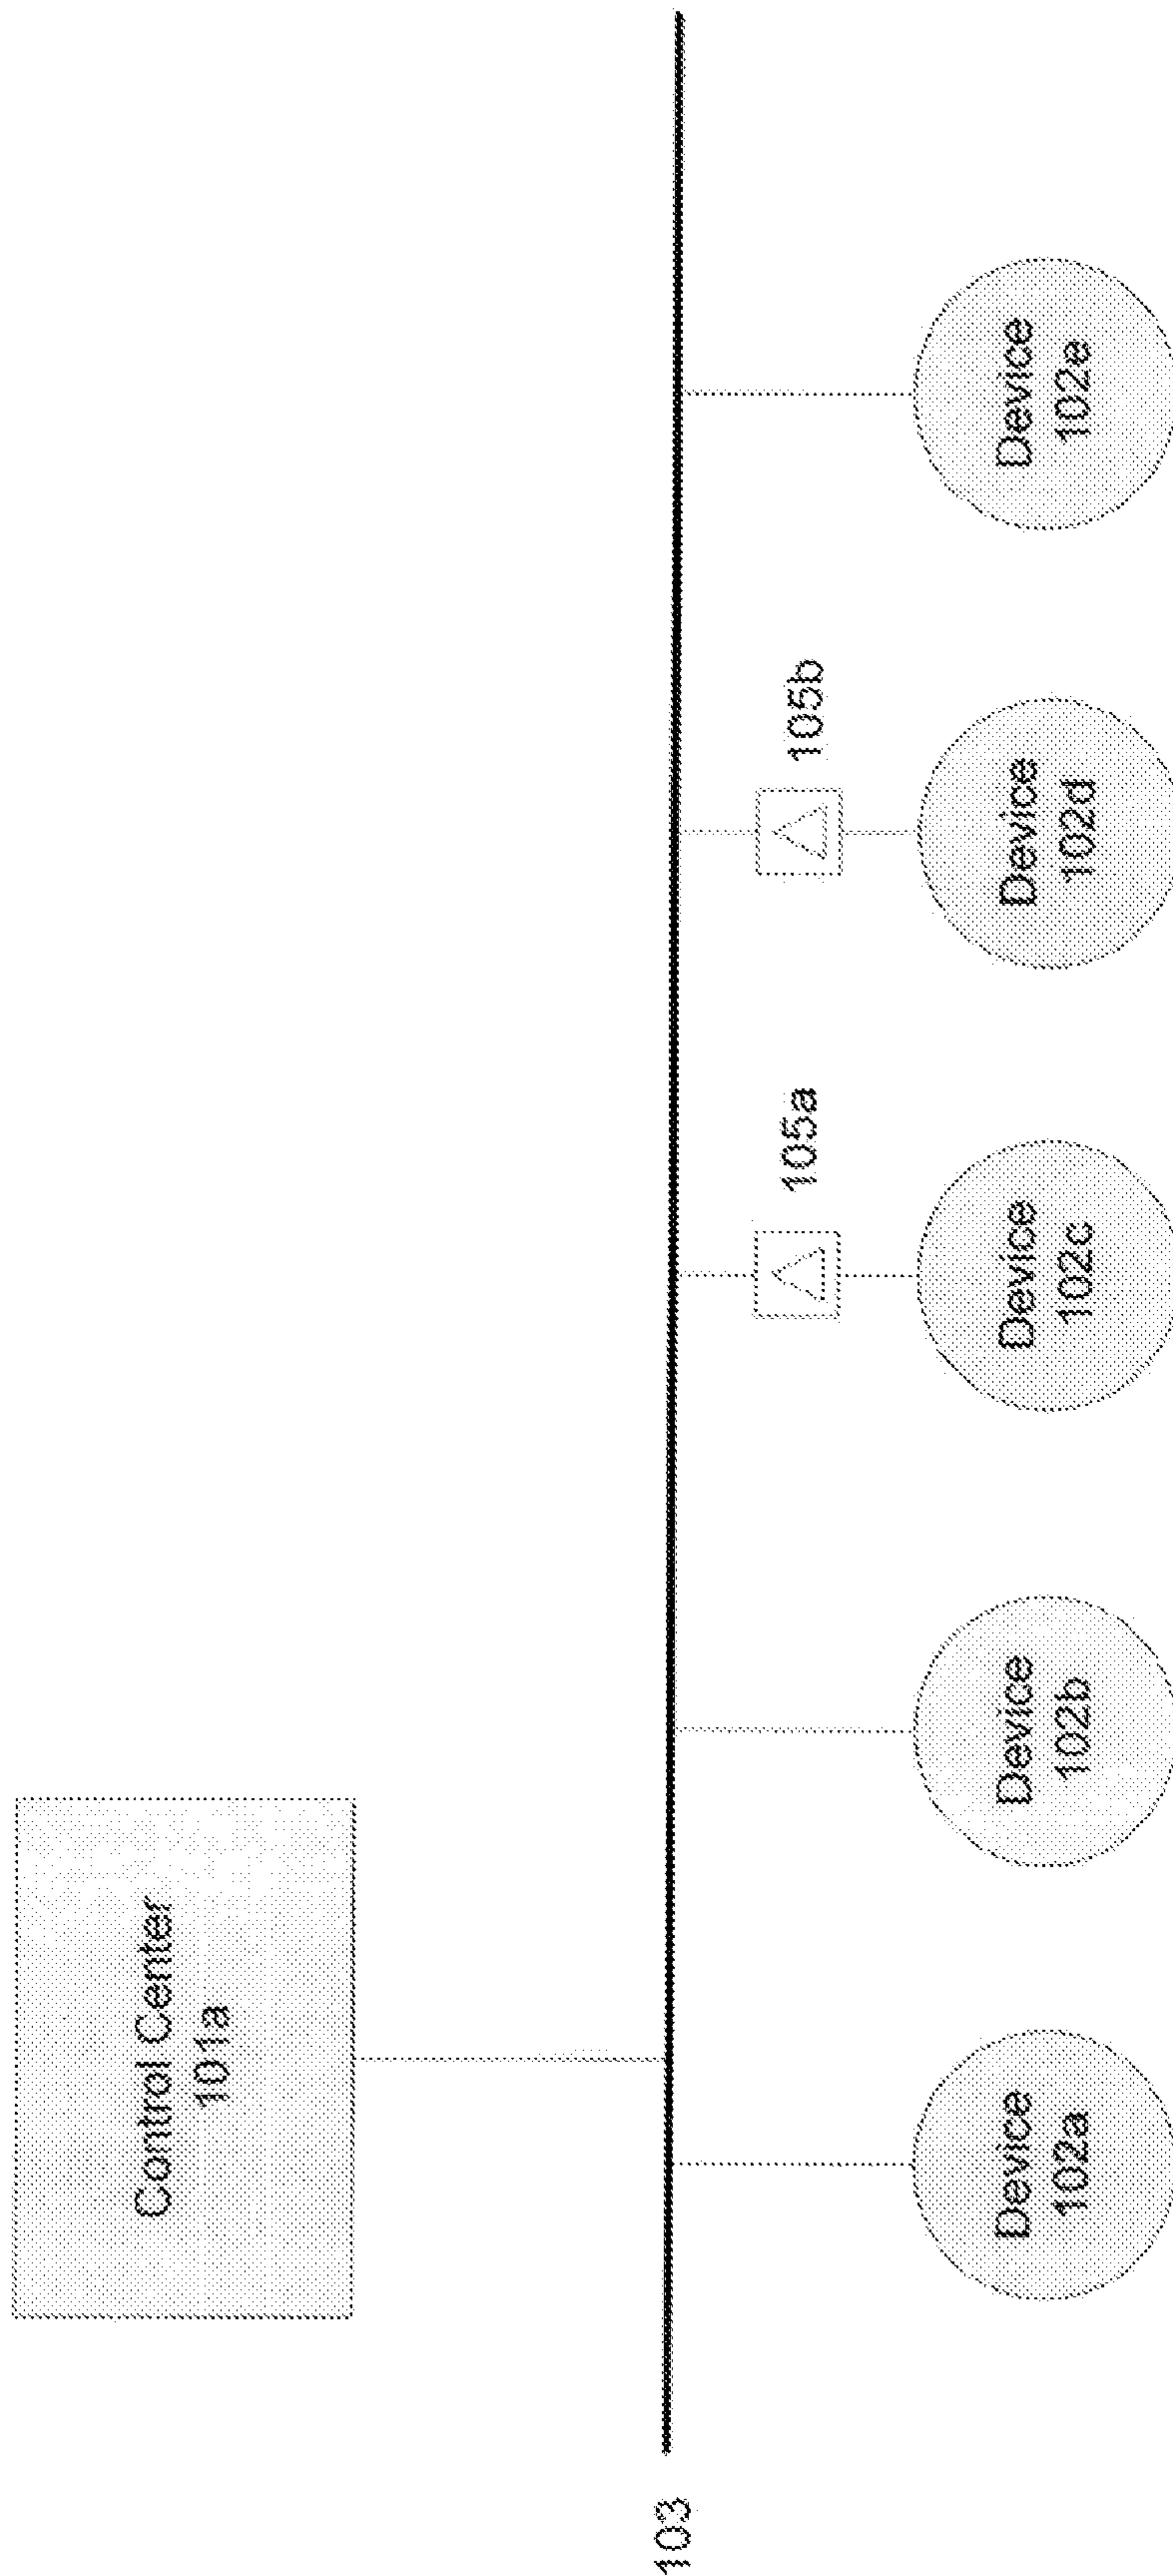 Control Center
101a
103
105a
105b
Device
102a
Device
102b
Device
102c
Device
102d
Device
102e